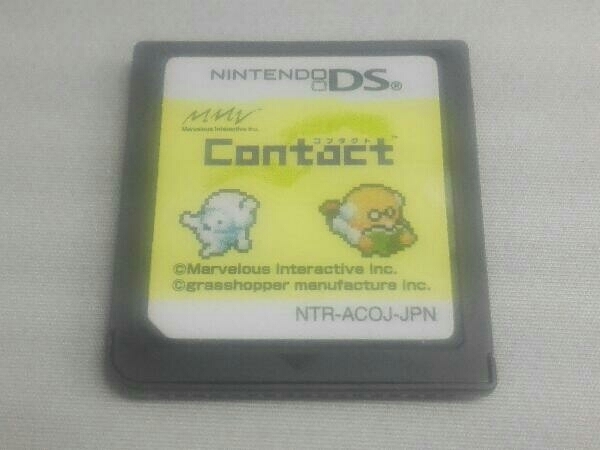 NINTENDO DS®
MMV
Marvelous Interactive Inc.
コンタクト
Contact™
©Marvelous Interactive Inc.
©grasshopper manufacture inc.
NTR-ACOJ-JPN